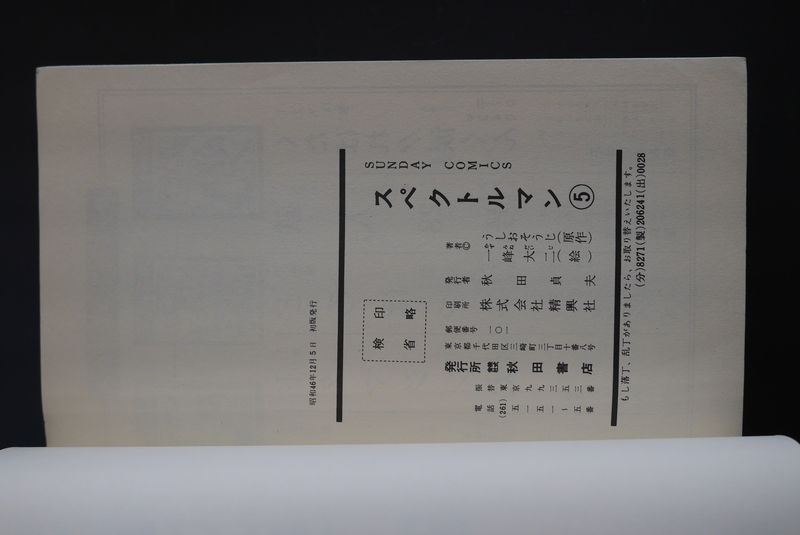 もし落丁、乱丁がありましたら、お取り替えいたします。
(分)8271(製)206241(出)0028
SUNDAY COMICS
スペクトルマン⑤
著者© うしおそうじ(原作)
一峰大二(絵)
発行者 秋田貞夫
印刷所 株式会社精興社
郵便番号 一〇一
東京都千代田区三崎町三丁目十番八号
発行所 秋田書店
振替東京九九三五三番
電話(261)五一五一〜五番
検印
省略
昭和46年12月5日 初版発行